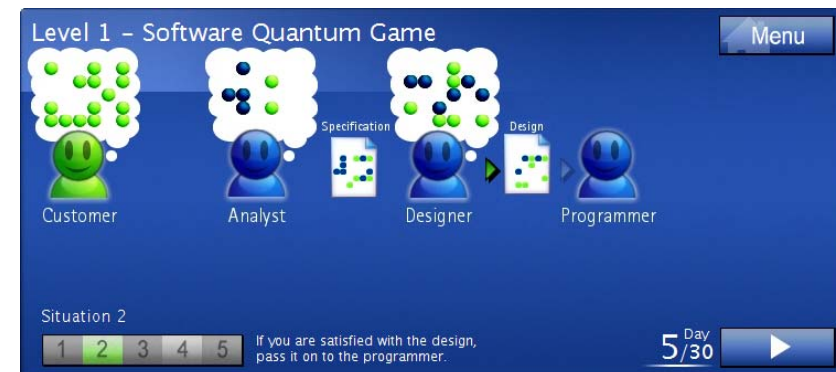 Level 1 – Software Quantum Game
Menu
Specification
Design
Customer
Analyst
Designer
Programmer
Situation 2
1 2 3 4 5
If you are satisfied with the design,
pass it on to the programmer.
5 Day /30